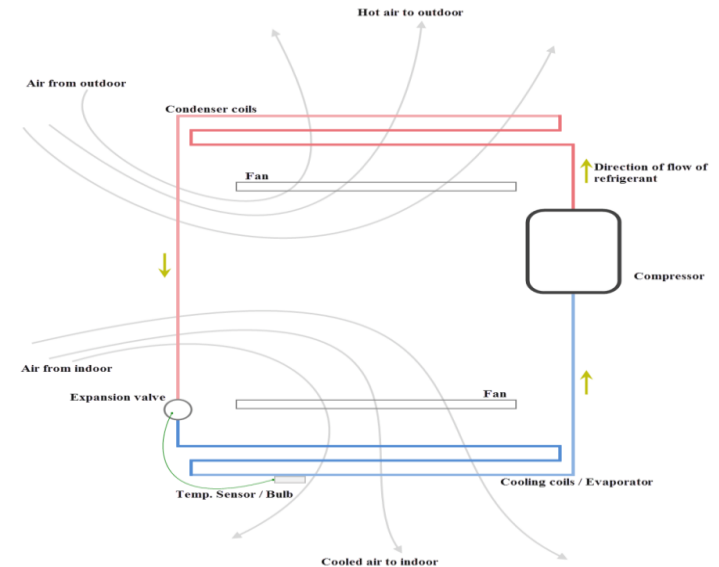 Hot air to outdoor
Air from outdoor
Condenser coils
Direction of flow of
refrigerant
Fan
Compressor
Air from indoor
Expansion valve
Fan
Cooling coils / Evaporator
Temp. Sensor / Bulb
Cooled air to indoor